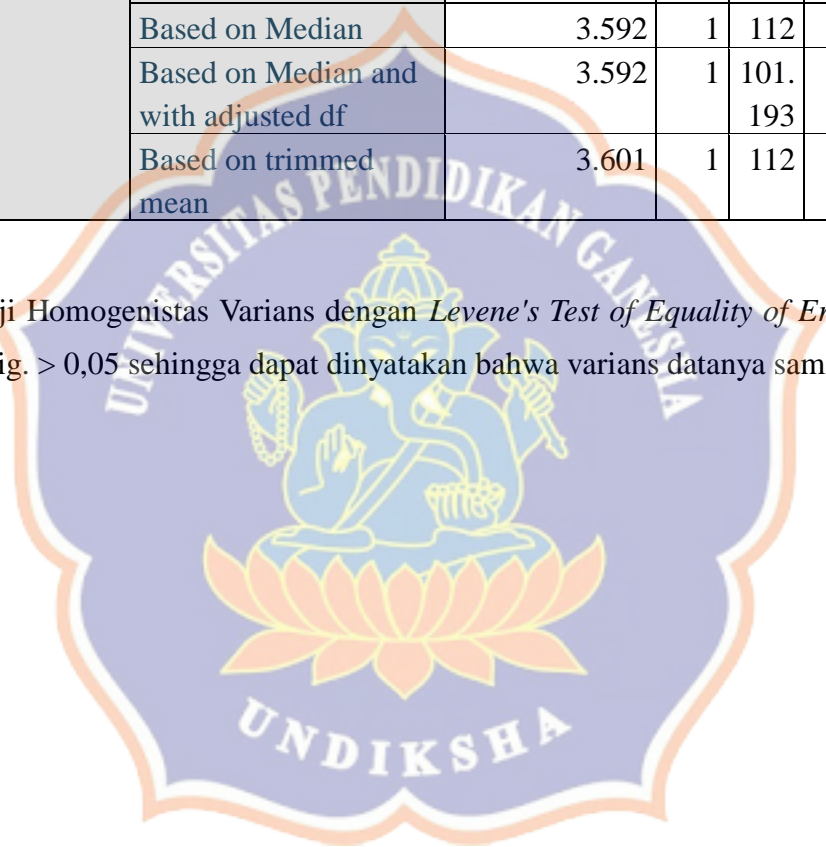 Based on Median 3.592 1 112
Based on Median and 3.592 1 101.
with adjusted df 193
Based on trimmed 3.601 1 112
mean
UNIVERSITAS PENDIDIKAN GANESHA
ji Homogenistas Varians dengan Levene's Test of Equality of Er
ig. > 0,05 sehingga dapat dinyatakan bahwa varians datanya sam
UNDIKSHA